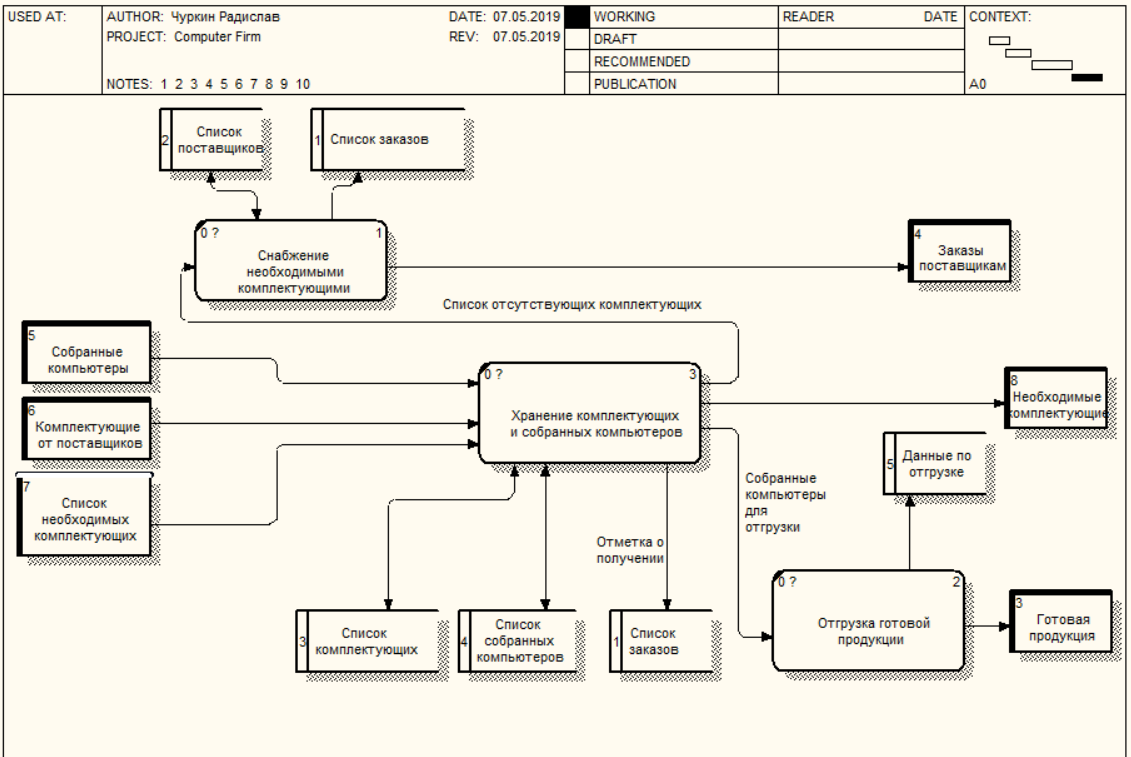 USED AT:
AUTHOR: Чуркин Радислав
DATE: 07.05.2019
PROJECT: Computer Firm
REV: 07.05.2019
NOTES: 1 2 3 4 5 6 7 8 9 10
WORKING
DRAFT
RECOMMENDED
PUBLICATION
READER
DATE
CONTEXT:
A0
2
Список
поставщиков
1
Список заказов
0 ?
1
Снабжение
необходимыми
комплектующими
4
Заказы
поставщикам
Список отсутствующих комплектующих
5
Собранные
компьютеры
6
Комплектующие
от поставщиков
7
Список
необходимых
комплектующих
0 ?
3
Хранение комплектующих
и собранных компьютеров
8
Необходимые
комплектующие
5
Данные по
отгрузке
Собранные
компьютеры
для
отгрузки
Отметка о
получении
3
Список
комплектующих
4
Список
собранных
компьютеров
1
Список
заказов
0 ?
2
Отгрузка готовой
продукции
3
Готовая
продукция